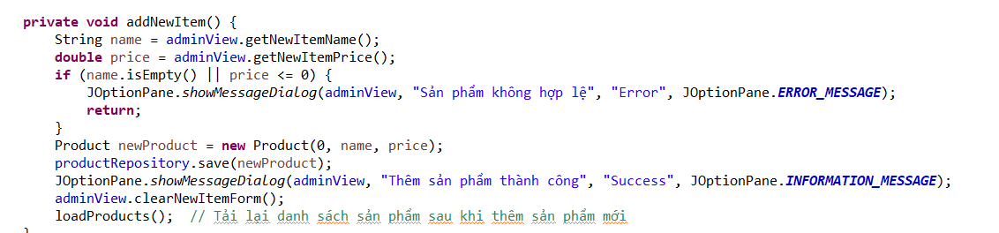 private void addNewItem() {
String name = adminView.getNewItemName();
double price = adminView.getNewItemPrice();
if (name.isEmpty() || price <= 0) {
JOptionPane.showMessageDialog(adminView, "Sản phẩm không hợp lệ", "Error", JOptionPane.ERROR_MESSAGE);
return;
}
Product newProduct = new Product(0, name, price);
productRepository.save(newProduct);
JOptionPane.showMessageDialog(adminView, "Thêm sản phẩm thành công", "Success", JOptionPane.INFORMATION_MESSAGE);
adminView.clearNewItemForm();
loadProducts();  // Tải lại danh sách sản phẩm sau khi thêm sản phẩm mới
}